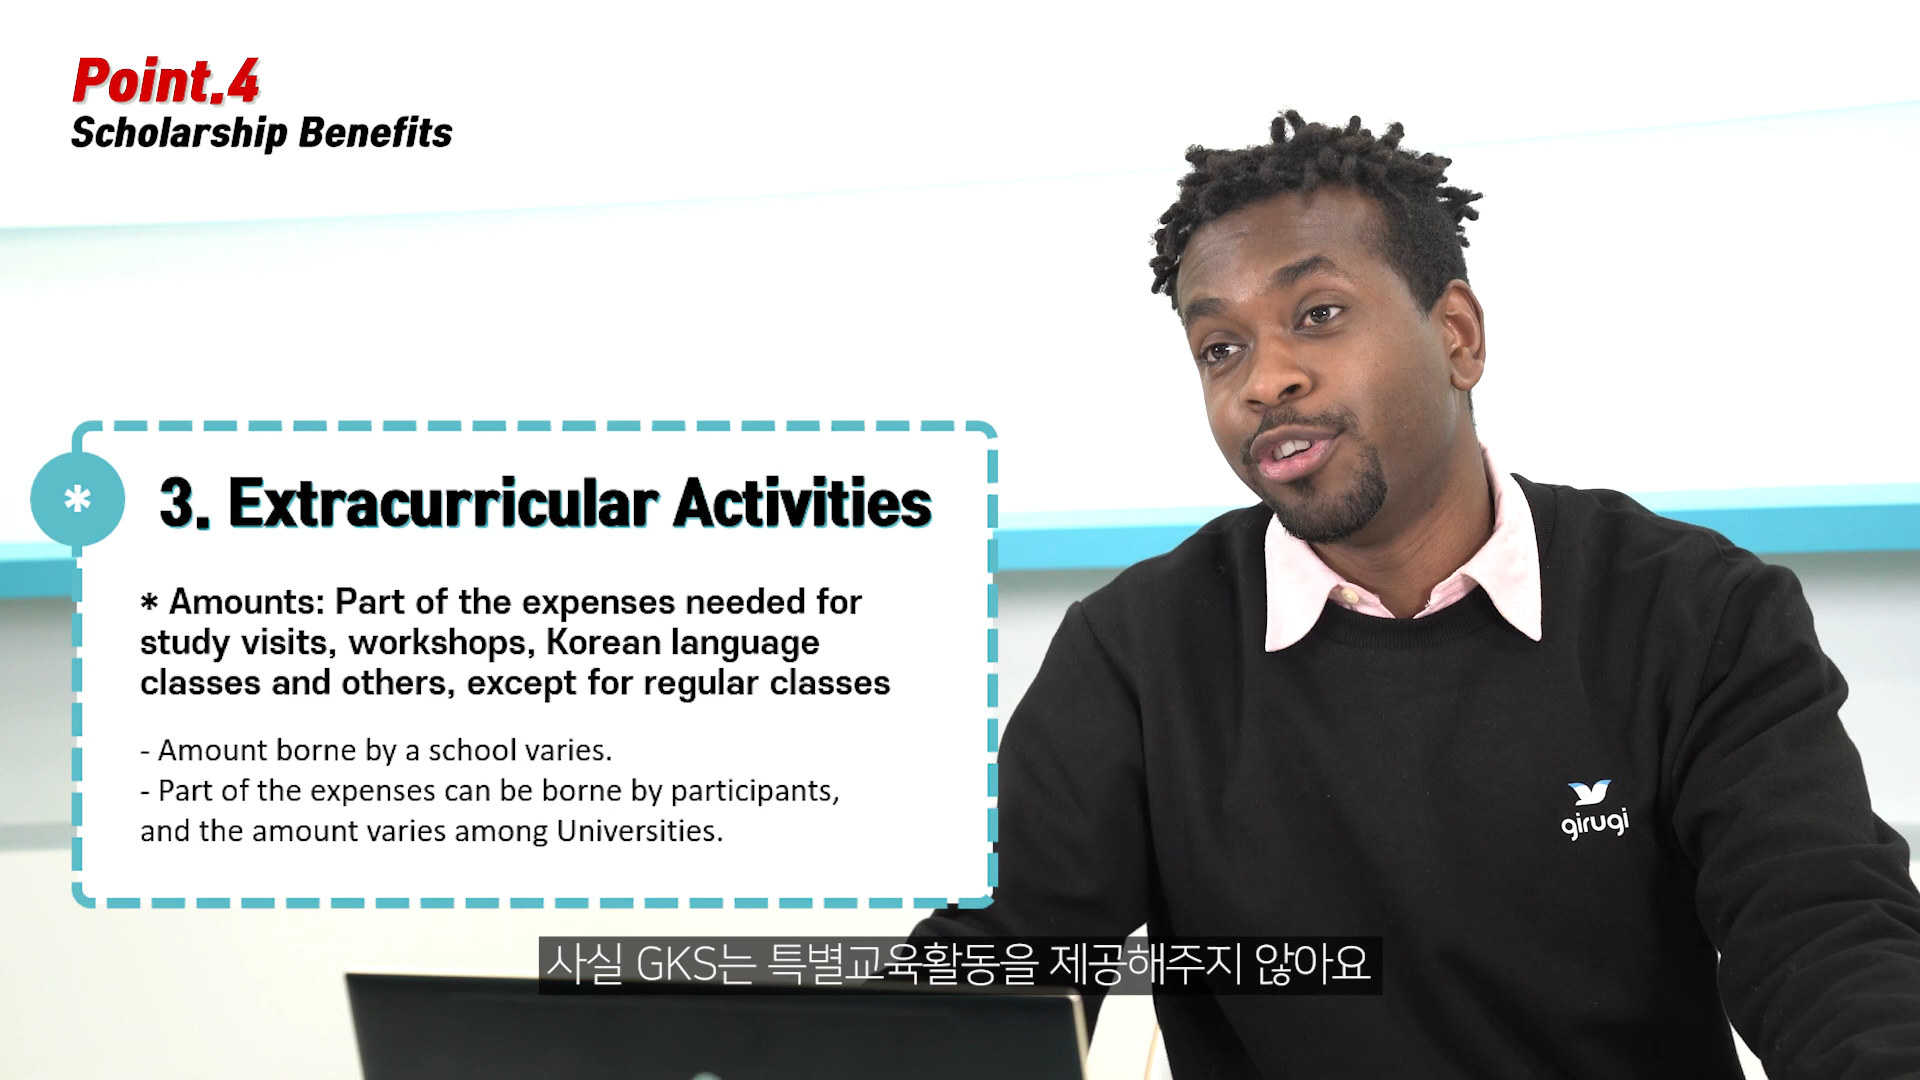 Point.4
Scholarship Benefits
*
3. Extracurricular Activities
* Amounts: Part of the expenses needed for
study visits, workshops, Korean language
classes and others, except for regular classes
- Amount borne by a school varies.
- Part of the expenses can be borne by participants,
and the amount varies among Universities.
girugi
사실 GKS는 특별교육활동을 제공해주지 않아요